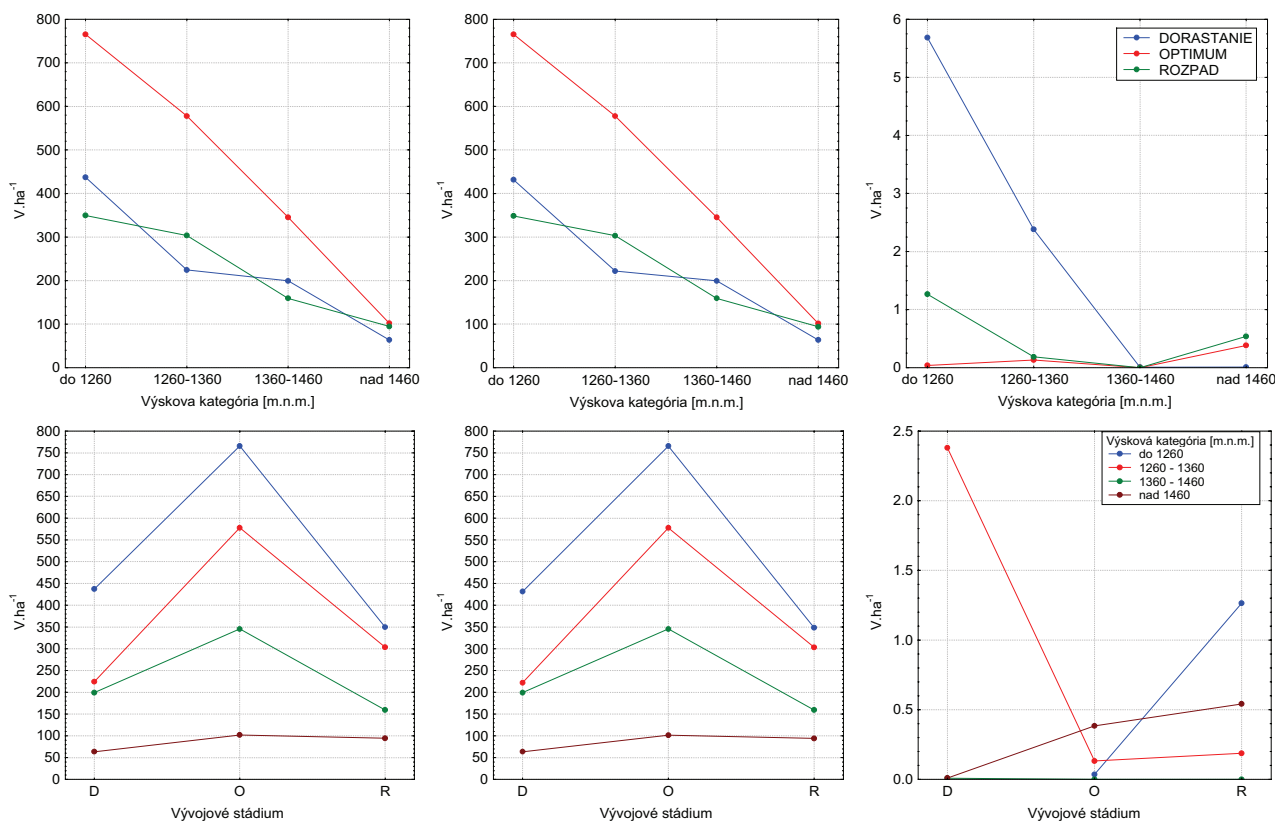 800
700
600
500
400
300
200
100
0
V.ha-1
do 1260
1260-1360
1360-1460
nad 1460
Výskova kategória [m.n.m.]
800
700
600
500
400
300
200
100
0
V.ha-1
do 1260
1260-1360
1360-1460
nad 1460
Výskova kategória [m.n.m.]
6
5
4
3
2
1
0
V.ha-1
DORASTANIE
OPTIMUM
ROZPAD
do 1260
1260-1360
1360-1460
nad 1460
Výskova kategória [m.n.m.]
800
750
700
650
600
550
500
450
400
350
300
250
200
150
100
50
0
V.ha-1
D
O
R
Vývojové stádium
800
750
700
650
600
550
500
450
400
350
300
250
200
150
100
50
0
V.ha-1
D
O
R
Vývojové stádium
2.5
2.0
1.5
1.0
0.5
0.0
V.ha-1
Výsková kategória [m.n.m.]
do 1260
1260 - 1360
1360 - 1460
nad 1460
D
O
R
Vývojové stádium